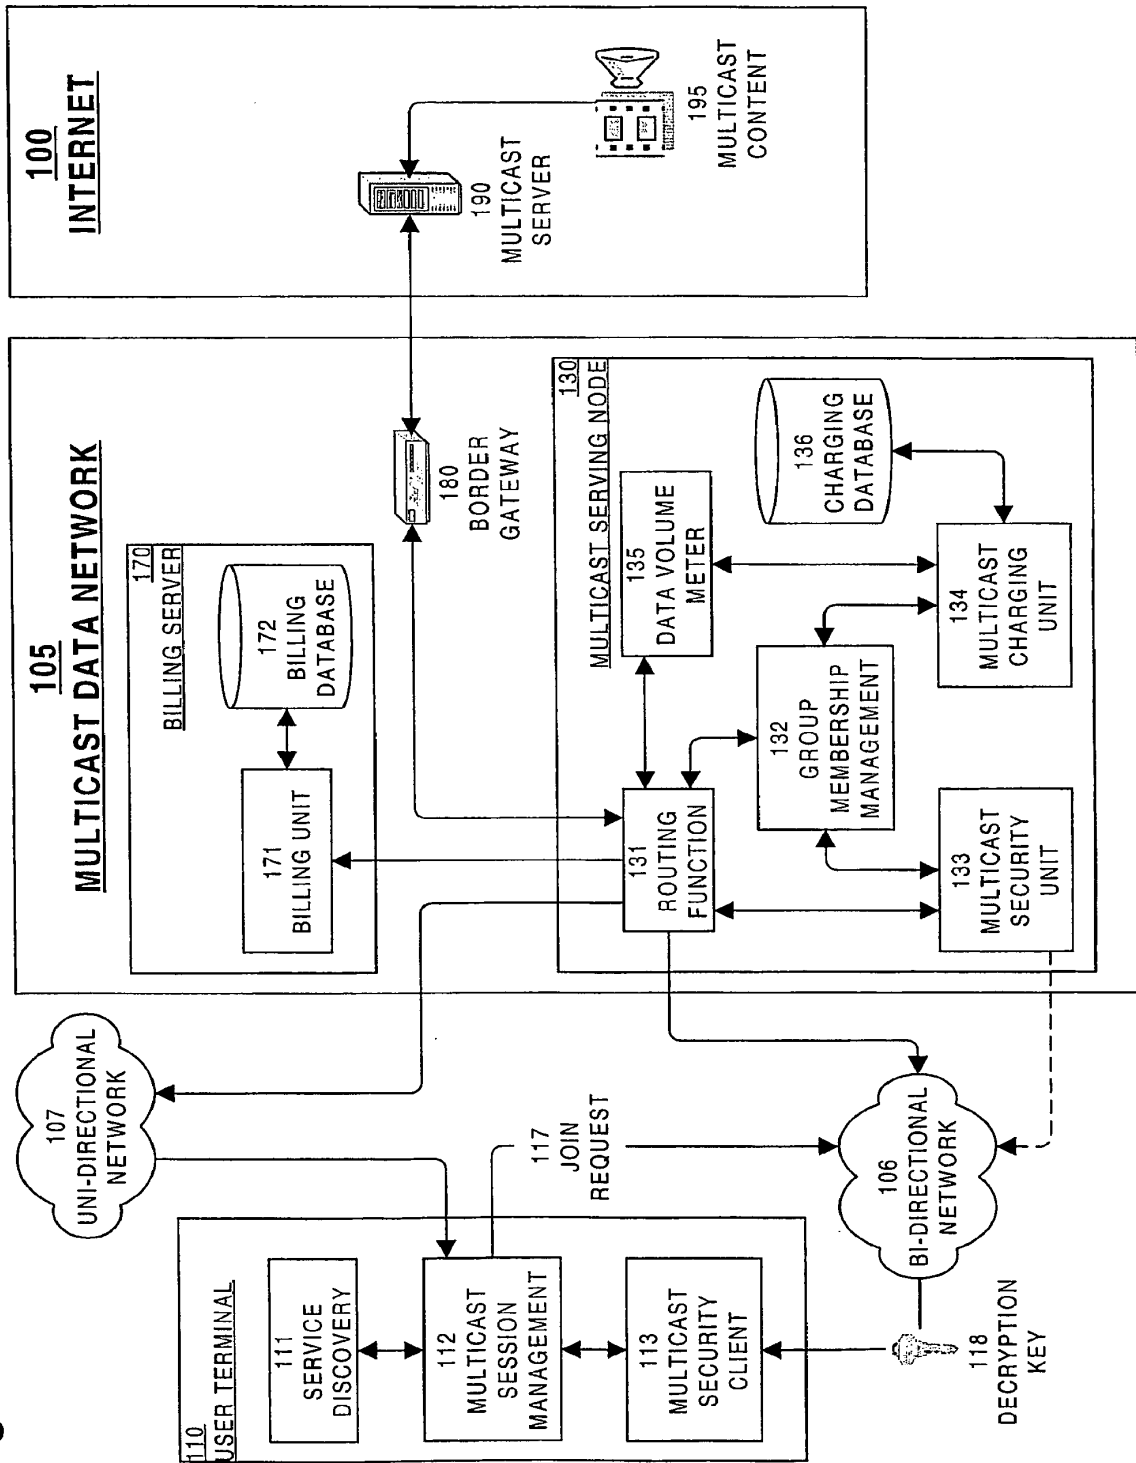 110
USER TERMINAL
111
SERVICE
DISCOVERY
112
MULTICAST
SESSION
MANAGEMENT
113
MULTICAST
SECURITY
CLIENT
107
UNI-DIRECTIONAL
NETWORK
117
JOIN
REQUEST
106
BI-DIRECTIONAL
NETWORK
118
DECRYPTION
KEY
105
MULTICAST DATA NETWORK
170
BILLING SERVER
171
BILLING UNIT
172
BILLING
DATABASE
180
BORDER
GATEWAY
130
MULTICAST SERVING NODE
131
ROUTING
FUNCTION
135
DATA VOLUME
METER
132
GROUP
MEMBERSHIP
MANAGEMENT
136
CHARGING
DATABASE
133
MULTICAST
SECURITY
UNIT
134
MULTICAST
CHARGING
UNIT
100
INTERNET
190
MULTICAST
SERVER
195
MULTICAST
CONTENT